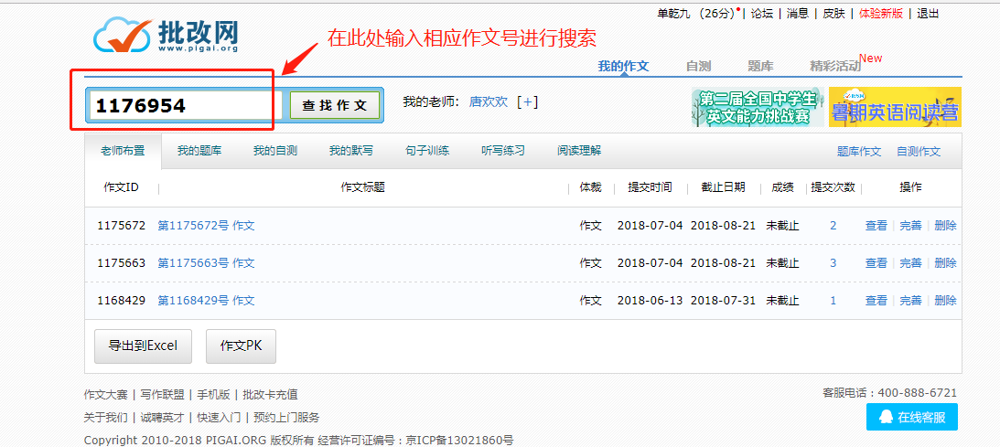 单乾九 (26分) | 论坛 | 消息 | 皮肤 | 体验新版 | 退出
批改网
www.pigai.org
在此处输入相应作文号进行搜索
我的作文 自测 题库 精彩活动 New
1176954 查找作文 我的老师： 唐欢欢 [+]
第二届全国中学生
英文能力挑战赛
暑期英语阅读营
老师布置 我的题库 我的自测 我的默写 句子训练 听写练习 阅读理解 题库作文 自测作文
作文ID 作文标题 体裁 提交时间 截止日期 成绩 提交次数 操作
1175672 第1175672号 作文 作文 2018-07-04 2018-08-21 未截止 2 查看 完善 删除
1175663 第1175663号 作文 作文 2018-07-04 2018-08-21 未截止 3 查看 完善 删除
1168429 第1168429号 作文 作文 2018-06-13 2018-07-31 未截止 1 查看 完善 删除
导出到Excel 作文PK
作文大赛 | 写作联盟 | 手机版 | 批改卡充值 客服电话：400-888-6721
关于我们 | 诚聘英才 | 快速入门 | 预约上门服务 在线客服
Copyright 2010-2018 PIGAI.ORG 版权所有 经营许可证编号：京ICP备13021860号